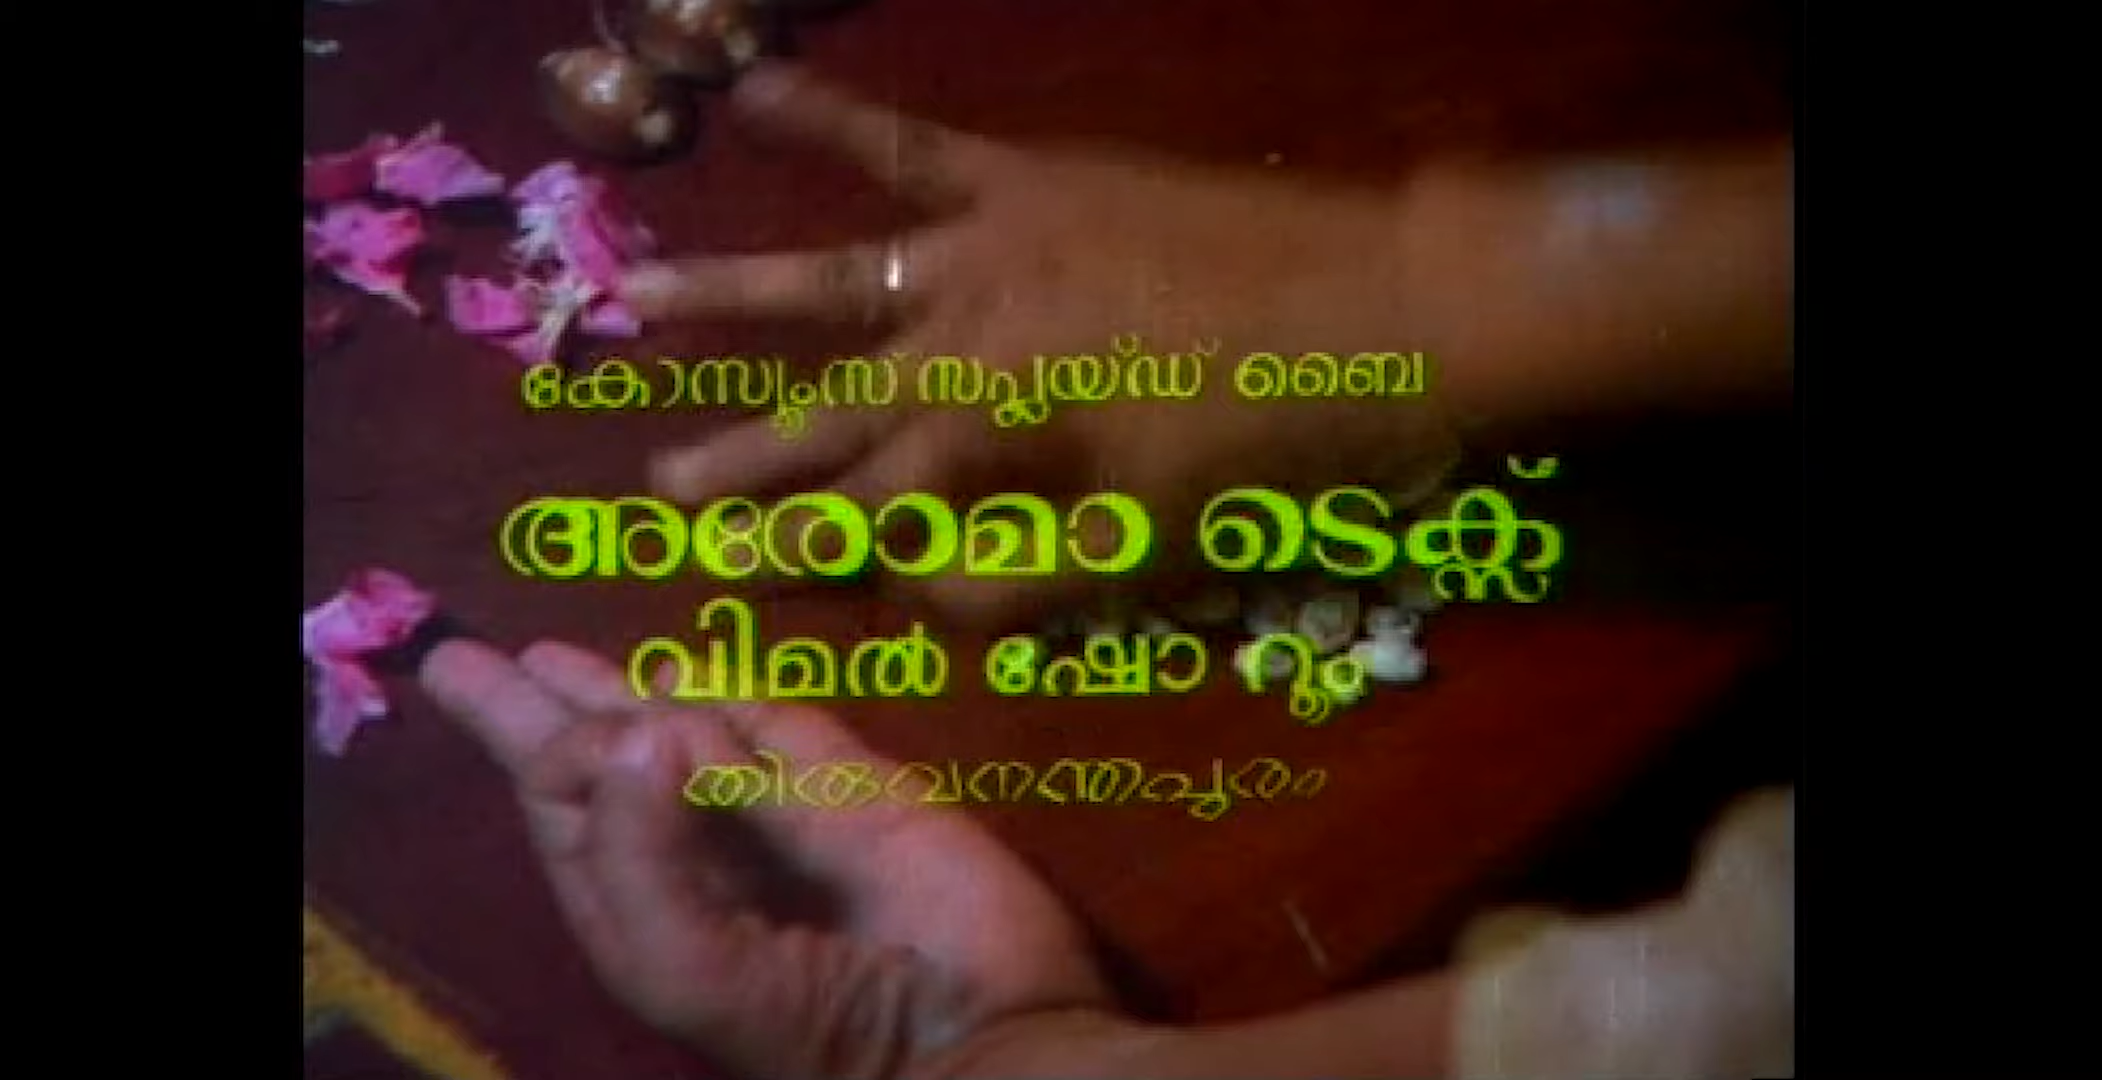 കോസ്യൂംസ് സപ്ലയ്ഡ് ബൈ
അരോമാ ടെക്സ്
വിമൽ ഷോ റൂം
തിരുവനന്തപുരം